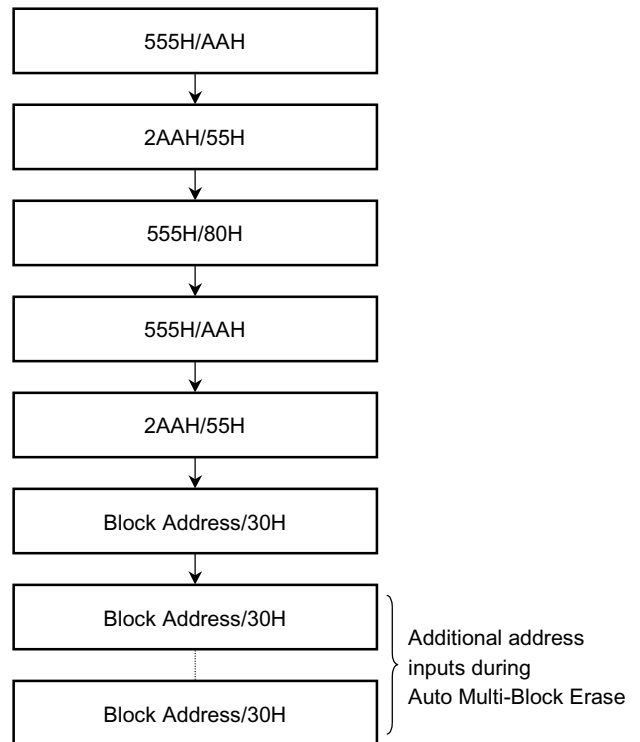 555H/AAH
2AAH/55H
555H/80H
555H/AAH
2AAH/55H
Block Address/30H
Block Address/30H
Additional address
inputs during
Auto Multi-Block Erase
Block Address/30H